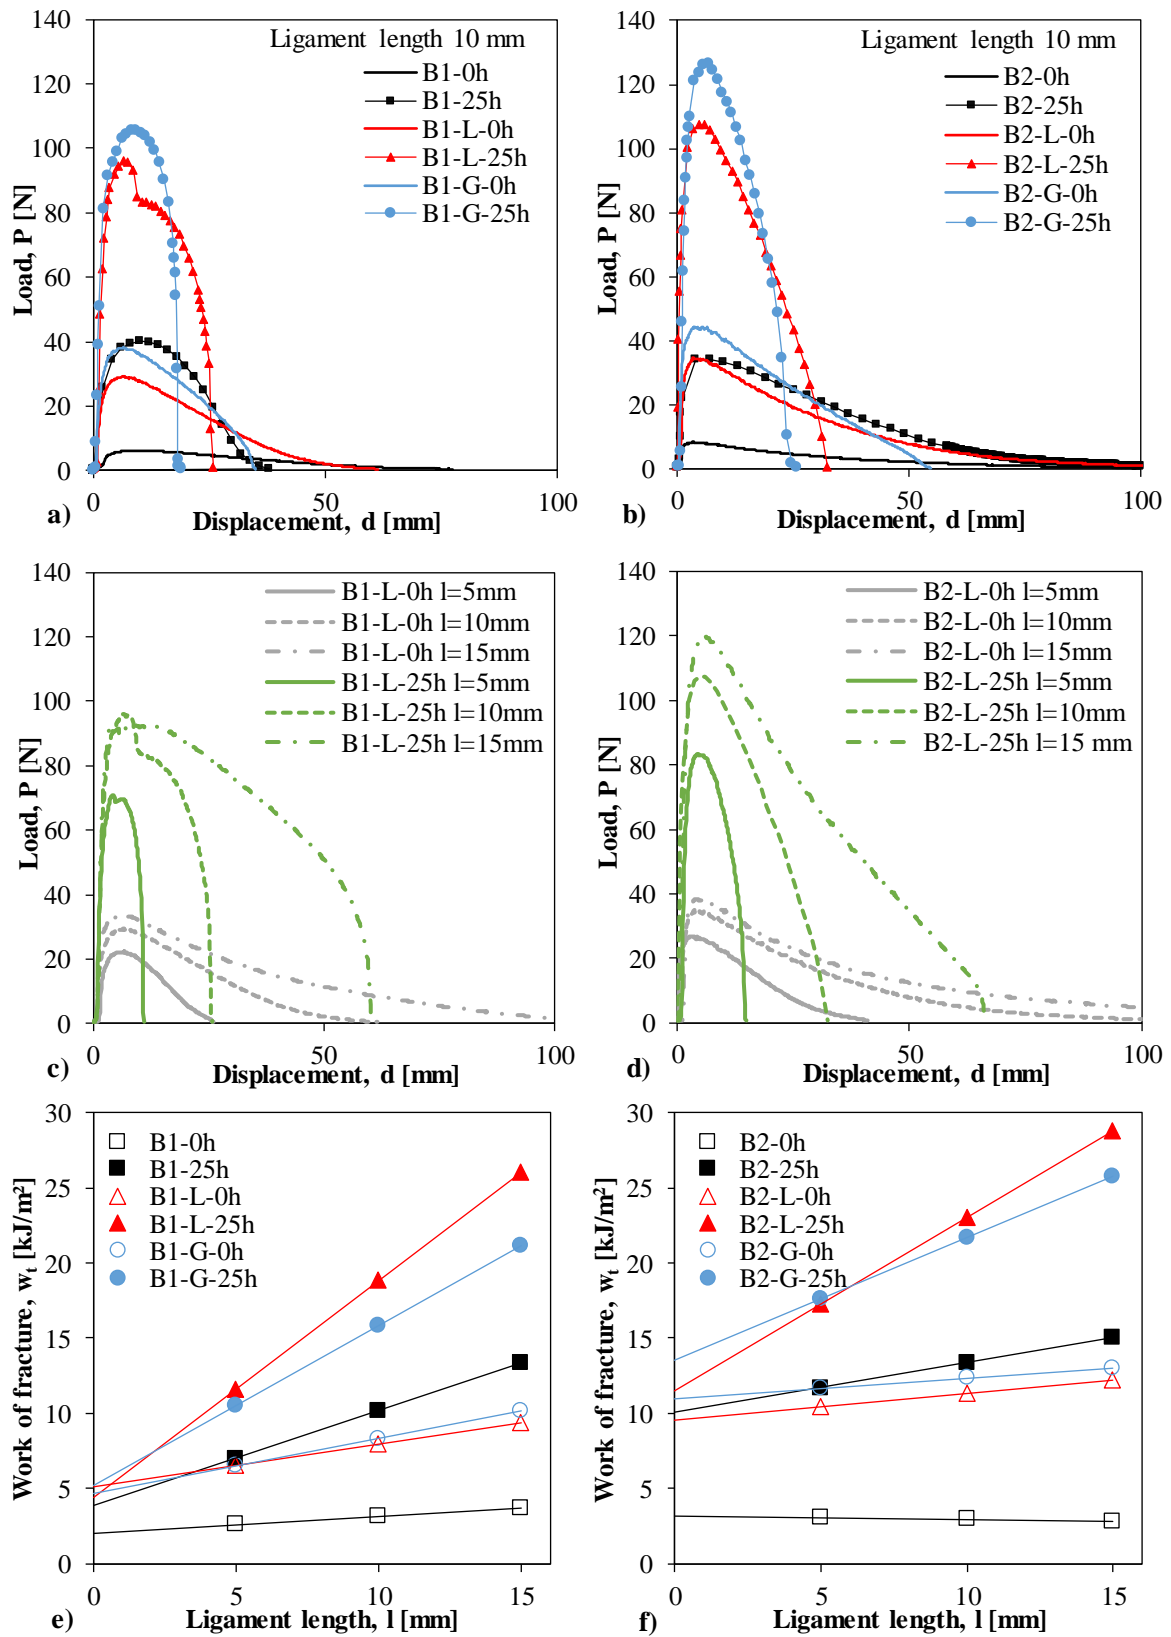 140
120
100
80
60
40
20
0
Load, P [N]
Ligament length 10 mm
B1-0h
B1-25h
B1-L-0h
B1-L-25h
B1-G-0h
B1-G-25h
0
50
100
a)
Displacement, d [mm]
140
120
100
80
60
40
20
0
Load, P [N]
Ligament length 10 mm
B2-0h
B2-25h
B2-L-0h
B2-L-25h
B2-G-0h
B2-G-25h
0
50
100
b)
Displacement, d [mm]
140
120
100
80
60
40
20
0
Load, P [N]
B1-L-0h l=5mm
B1-L-0h l=10mm
B1-L-0h l=15mm
B1-L-25h l=5mm
B1-L-25h l=10mm
B1-L-25h l=15mm
0
50
100
c)
Displacement, d [mm]
140
120
100
80
60
40
20
0
Load, P [N]
B2-L-0h l=5mm
B2-L-0h l=10mm
B2-L-0h l=15mm
B2-L-25h l=5mm
B2-L-25h l=10mm
B2-L-25h l=15 mm
0
50
100
d)
Displacement, d [mm]
30
25
20
15
10
5
0
Work of fracture, wₜ [kJ/m²]
B1-0h
B1-25h
B1-L-0h
B1-L-25h
B1-G-0h
B1-G-25h
0
5
10
15
e)
Ligament length, l [mm]
30
25
20
15
10
5
0
Work of fracture, wₜ [kJ/m²]
B2-0h
B2-25h
B2-L-0h
B2-L-25h
B2-G-0h
B2-G-25h
0
5
10
15
f)
Ligament length, l [mm]